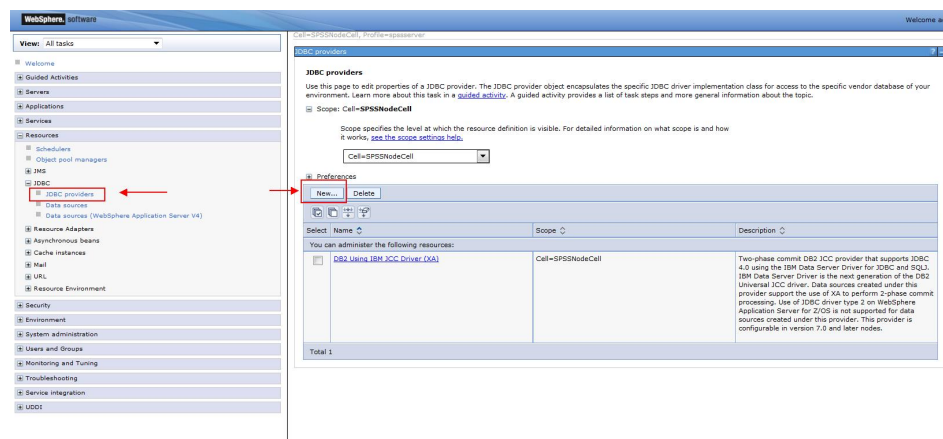 WebSphere. software
Welcome
View: All tasks
Welcome
Guided Activities
Servers
Applications
Services
Resources
Schedulers
Object pool managers
JMS
JDBC
JDBC providers
Data sources
Data sources (WebSphere Application Server V4)
Resource Adapters
Asynchronous beans
Cache instances
Mail
URL
Resource Environment
Security
Environment
System administration
Users and Groups
Monitoring and Tuning
Troubleshooting
Service integration
UDDI
Cell=SPSSNodeCell, Profile=spssserver
JDBC providers
?
JDBC providers
Use this page to edit properties of a JDBC provider. The JDBC provider object encapsulates the specific JDBC driver implementation class for access to the specific vendor database of your
environment. Learn more about this task in a guided activity. A guided activity provides a list of task steps and more general information about the topic.
Scope: Cell=SPSSNodeCell
Scope specifies the level at which the resource definition is visible. For detailed information on what scope is and how
it works, see the scope settings help.
Cell=SPSSNodeCell
Preferences
New... Delete
Select Name Scope Description
You can administer the following resources:
DB2 Using IBM JCC Driver (XA)
Cell=SPSSNodeCell
Two-phase commit DB2 JCC provider that supports JDBC
4.0 using the IBM Data Server Driver for JDBC and SQLJ.
IBM Data Server Driver is the next generation of the DB2
Universal JCC driver. Data sources created under this
provider support the use of XA to perform 2-phase commit
processing. Use of JDBC driver type 2 on WebSphere
Application Server for Z/OS is not supported for data
sources created under this provider. This provider is
configurable in version 7.0 and later nodes.
Total 1